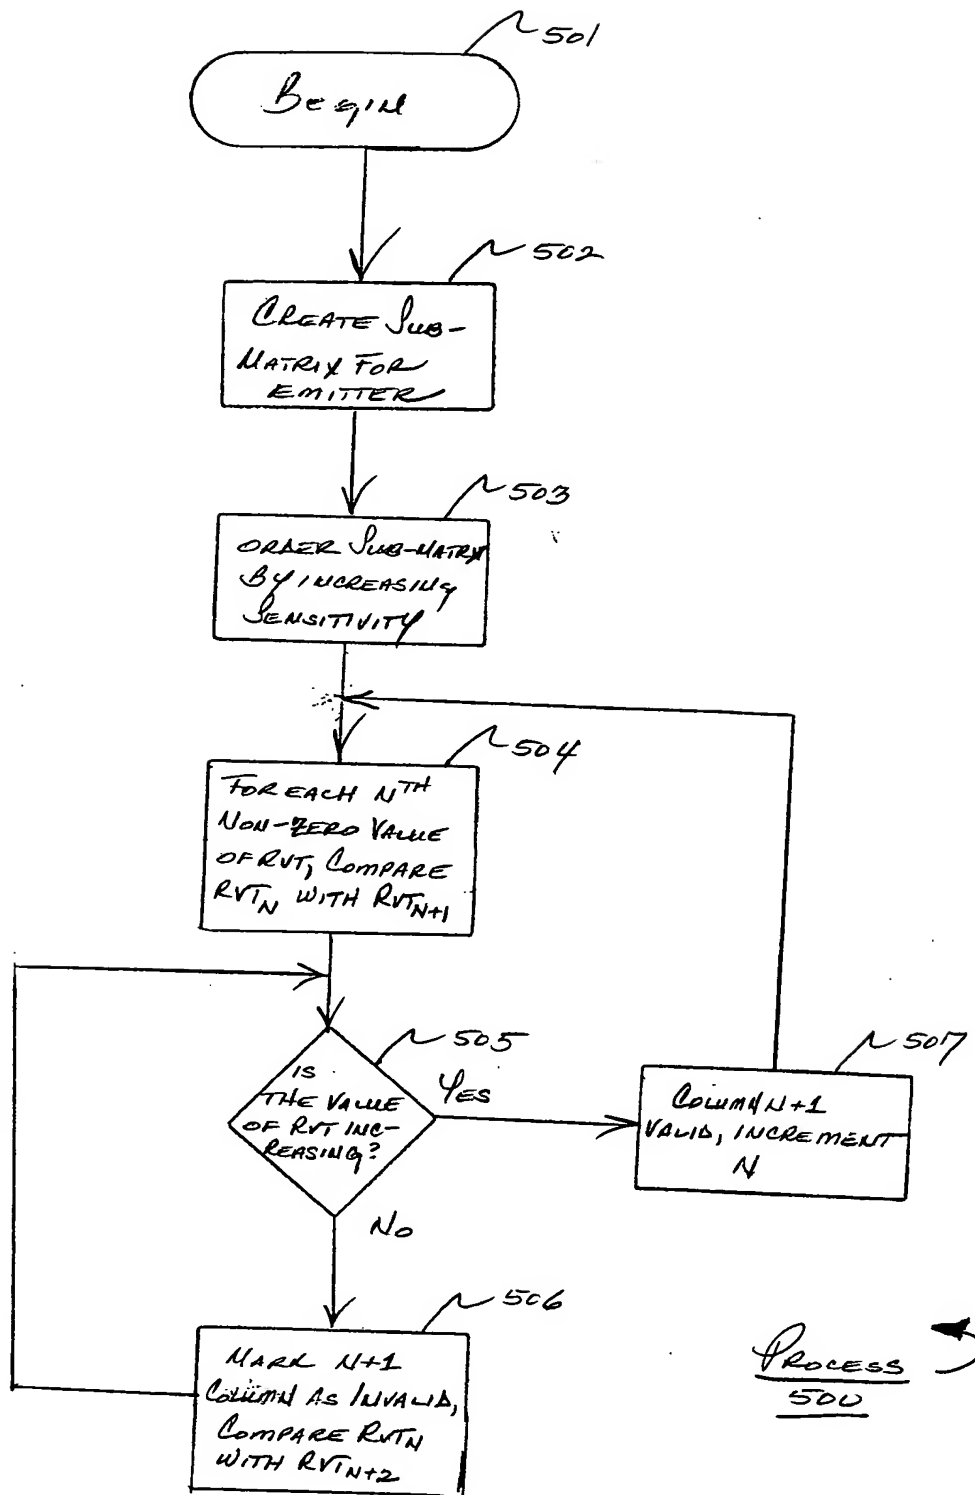 501
Begin
502
CREATE SUB-
MATRIX FOR
EMITTER
503
ORDER SUB-MATRIX
BY INCREASING
SENSITIVITY
504
FOR EACH NTH
NON-ZERO VALUE
OF RVT, COMPARE
RVTN WITH RVTN+1
505
IS
THE VALUE
OF RVT INC-
REASING?
YES
507
COLUMN N+1
VALID, INCREMENT
N
NO
506
MARK N+1
COLUMN AS INVALID,
COMPARE RVTN
WITH RVTN+2
PROCESS
500